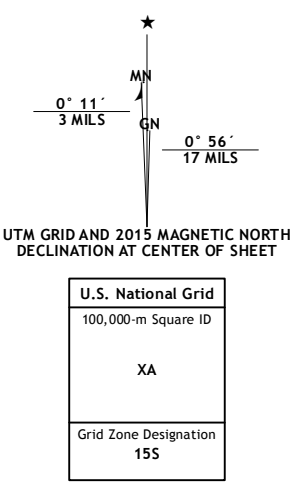 ★
MN
0° 11´
3 MILS
GN
0° 56´
17 MILS
UTM GRID AND 2015 MAGNETIC NORTH
DECLINATION AT CENTER OF SHEET
U.S. National Grid
100,000-m Square ID
XA
Grid Zone Designation
15S